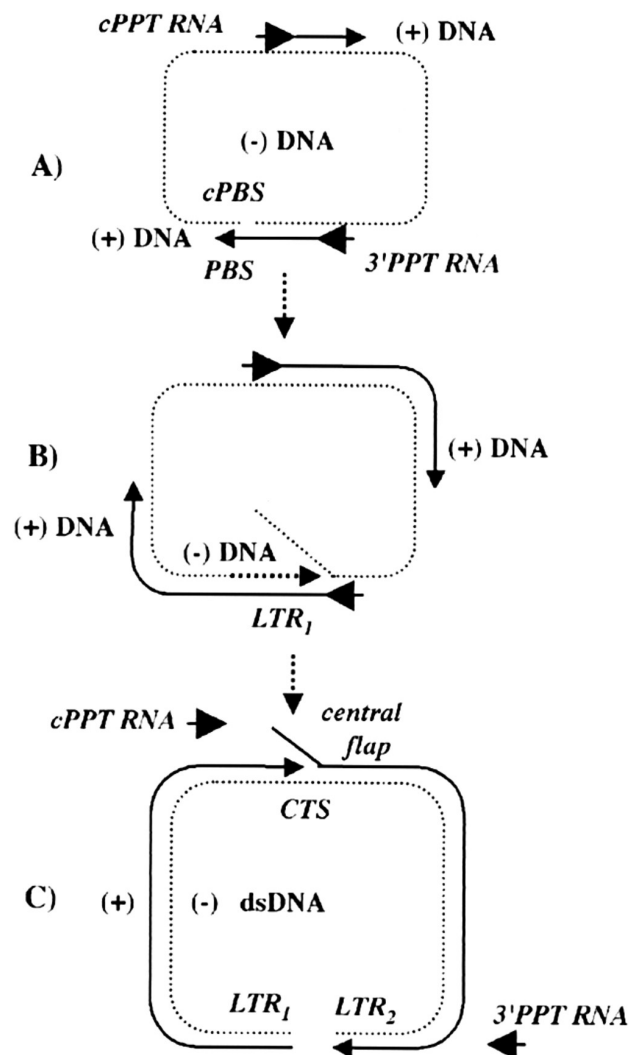 cPPT RNA (+) DNA
(-) DNA
A)
cPBS
(+) DNA
PBS 3'PPT RNA
B)
(+) DNA
(+) DNA
(-) DNA
LTR1
cPPT RNA
central
flap
CTS
C) (+) (-) dsDNA
LTR1 LTR2
3'PPT RNA